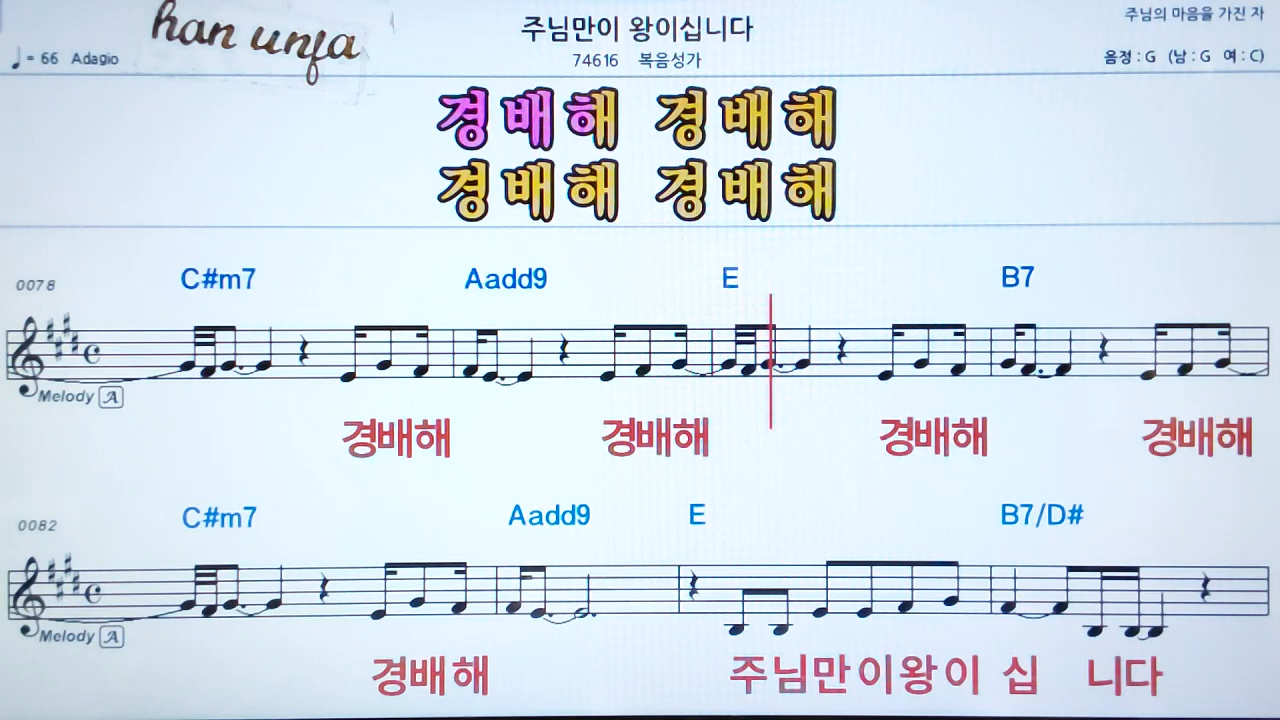 han unfa
주님만이 왕이십니다
주님의 마음을 가진 자
♩= 66 Adagio
74616 복음성가
음정 : G (남 : G 여 : C)
경배해 경배해
경배해 경배해
0078 C#m7 Aadd9 E B7
Melody A
경배해 경배해 경배해 경배해
0082 C#m7 Aadd9 E B7/D#
Melody A
경배해 주님만이왕이 십 니다